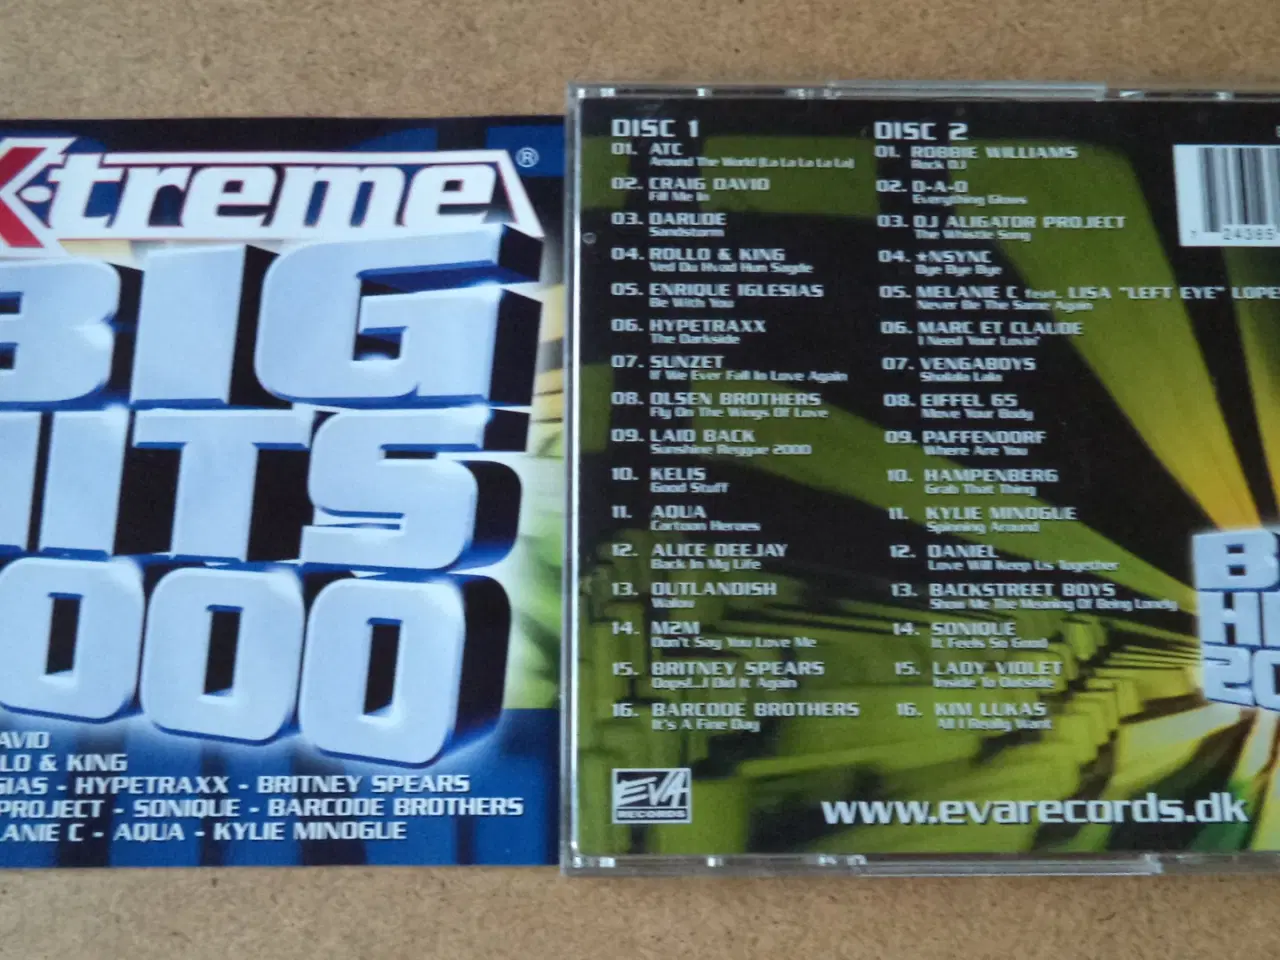 X-treme®
BIG
HITS
000
AVID
LLO & KING
SIAS - HYPETRAXX - BRITNEY SPEARS
PROJECT - SONIQUE - BARCODE BROTHERS
LANIE C - AQUA - KYLIE MINOGUE
DISC 1
01. ATC
Around The World (La La La La La)
02. CRAIG DAVID
Fill Me In
03. DARUDE
Sandstorm
04. ROLLO & KING
Ved Du Hvad Hun Sagde
05. ENRIQUE IGLESIAS
Be With You
06. HYPETRAXX
The Darkside
07. SUNZET
If We Ever Fall In Love Again
08. OLSEN BROTHERS
Fly On The Wings Of Love
09. LAID BACK
Sunshine Reggae 2000
10. KELIS
Good Stuff
11. AQUA
Cartoon Heroes
12. ALICE DEEJAY
Back In My Life
13. OUTLANDISH
Walou
14. M2M
Don't Say You Love Me
15. BRITNEY SPEARS
Oops!...I Did It Again
16. BARCODE BROTHERS
It's A Fine Day
DISC 2
01. ROBBIE WILLIAMS
Rock DJ
02. D-A-D
Everything Glows
03. DJ ALIGATOR PROJECT
The Whistle Song
04. *NSYNC
Bye Bye Bye
05. MELANIE C feat. LISA "LEFT EYE" LOPE
Never Be The Same Again
06. MARC ET CLAUDE
I Need Your Lovin'
07. VENGABOYS
Shalala Lala
08. EIFFEL 65
Move Your Body
09. PAFFENDORF
Where Are You
10. HAMPENBERG
Grab That Thing
11. KYLIE MINOGUE
Spinning Around
12. DANIEL
Love Will Keep Us Together
13. BACKSTREET BOYS
Show Me The Meaning Of Being Lonely
14. SONIQUE
It Feels So Good
15. LADY VIOLET
Inside To Outside
16. KIM LUKAS
All I Really Want
7 24385
B
HI
20
EVA
RECORDS
www.evarecords.dk